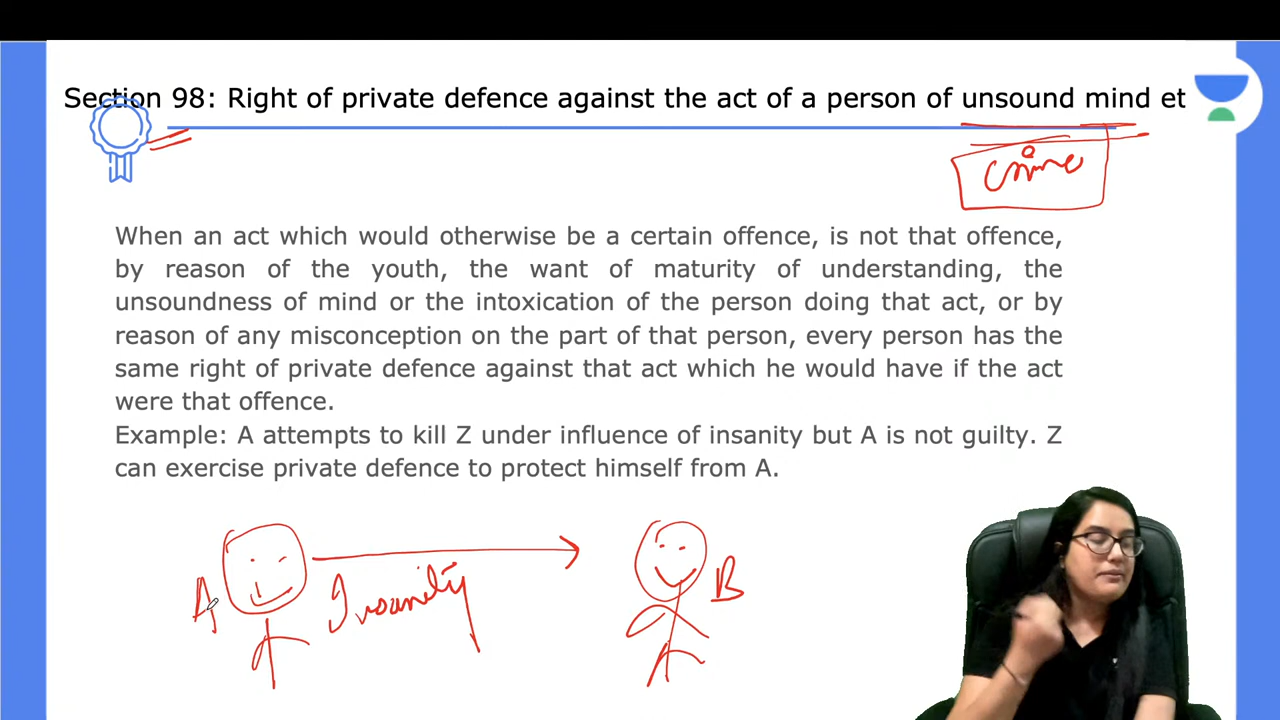 Section 98: Right of private defence against the act of a person of unsound mind et
crime
When an act which would otherwise be a certain offence, is not that offence,
by reason of the youth, the want of maturity of understanding, the
unsoundness of mind or the intoxication of the person doing that act, or by
reason of any misconception on the part of that person, every person has the
same right of private defence against that act which he would have if the act
were that offence.
Example: A attempts to kill Z under influence of insanity but A is not guilty. Z
can exercise private defence to protect himself from A.
A Insanity B